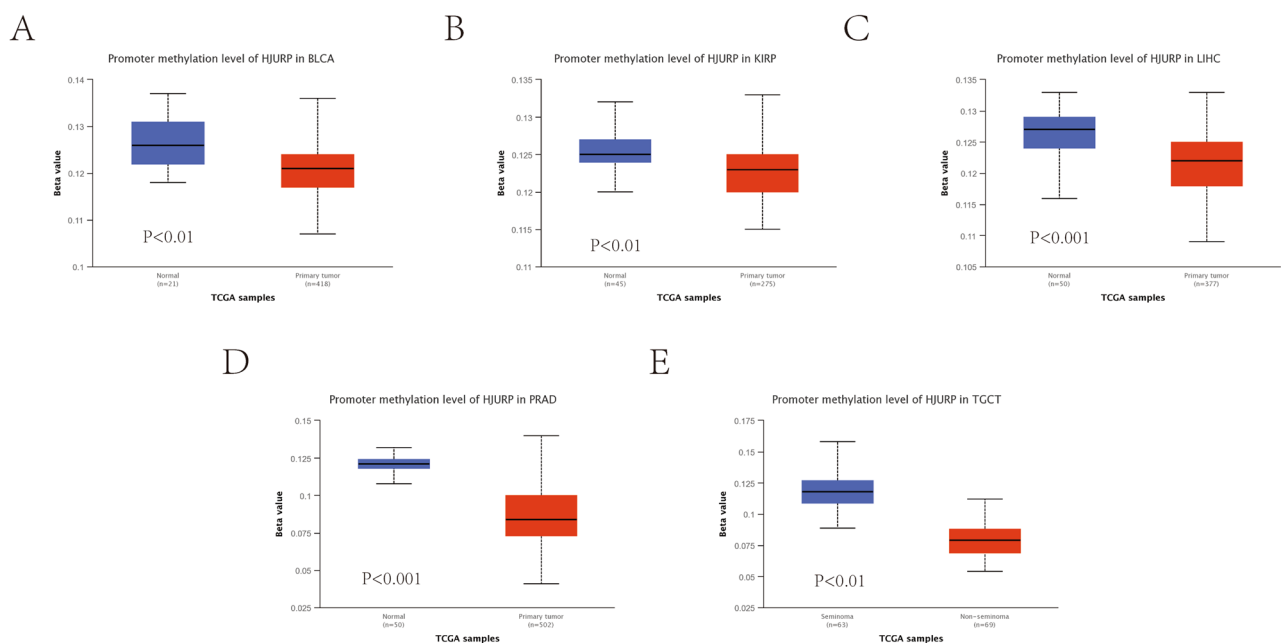 A
Promoter methylation level of HJURP in BLCA
0.14
0.13
0.12
0.11
0.1
Beta value
P<0.01
Normal
(n=21)
Primary tumor
(n=418)
TCGA samples
B
Promoter methylation level of HJURP in KIRP
0.135
0.13
0.125
0.12
0.115
0.11
Beta value
P<0.01
Normal
(n=45)
Primary tumor
(n=275)
TCGA samples
C
Promoter methylation level of HJURP in LIHC
0.135
0.13
0.125
0.12
0.115
0.11
0.105
Beta value
P<0.001
Normal
(n=50)
Primary tumor
(n=377)
TCGA samples
D
Promoter methylation level of HJURP in PRAD
0.15
0.125
0.1
0.075
0.05
0.025
Beta value
P<0.001
Normal
(n=50)
Primary tumor
(n=502)
TCGA samples
E
Promoter methylation level of HJURP in TGCT
0.175
0.15
0.125
0.1
0.075
0.05
0.025
Beta value
P<0.01
Seminoma
(n=63)
Non-seminoma
(n=69)
TCGA samples